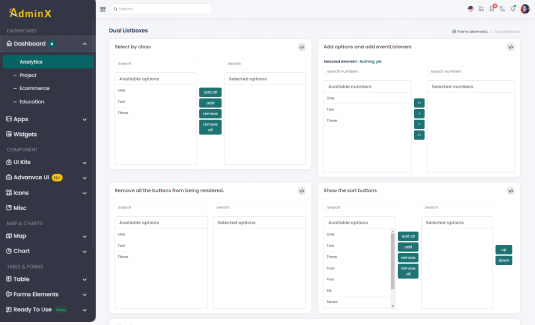 AdminX
Search...
4
DASHBOARD
Dashboard 4
Analytics
Project
Ecommerce
Education
Apps
Widgets
COMPONENT
UI Kits
Advance UI
Icons
Misc
MAP & CHARTS
Map
Chart
TABLE & FORMS
Table
Forms Elements
Ready To Use
Dual Listboxes
Forms elements / Dual Listboxes
Select by class
Search
Search
Available options
Selected options
One
Two
Three
add all
add
remove
remove
all
Add options and add eventListeners
Selected element : Nothing yet
Search numbers
Search numbers
Available numbers
Selected numbers
One
Two
Three
>>
>
<
<<
Remove all the buttons from being rendered.
Search
Search
Available options
Selected options
One
Two
Three
Show the sort buttons
Search
Search
Available options
Selected options
One
Two
Three
Four
Five
Six
Seven
add all
add
remove
remove
all
up
down